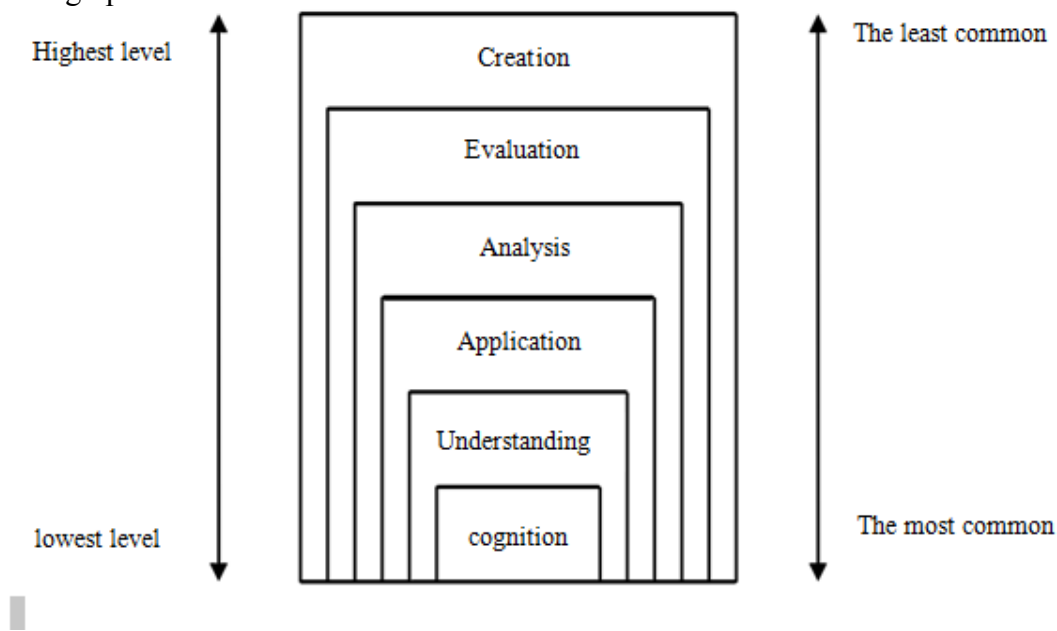 The least common
Highest level
Creation
Evaluation
Analysis
Application
Understanding
The most common
lowest level
cognition